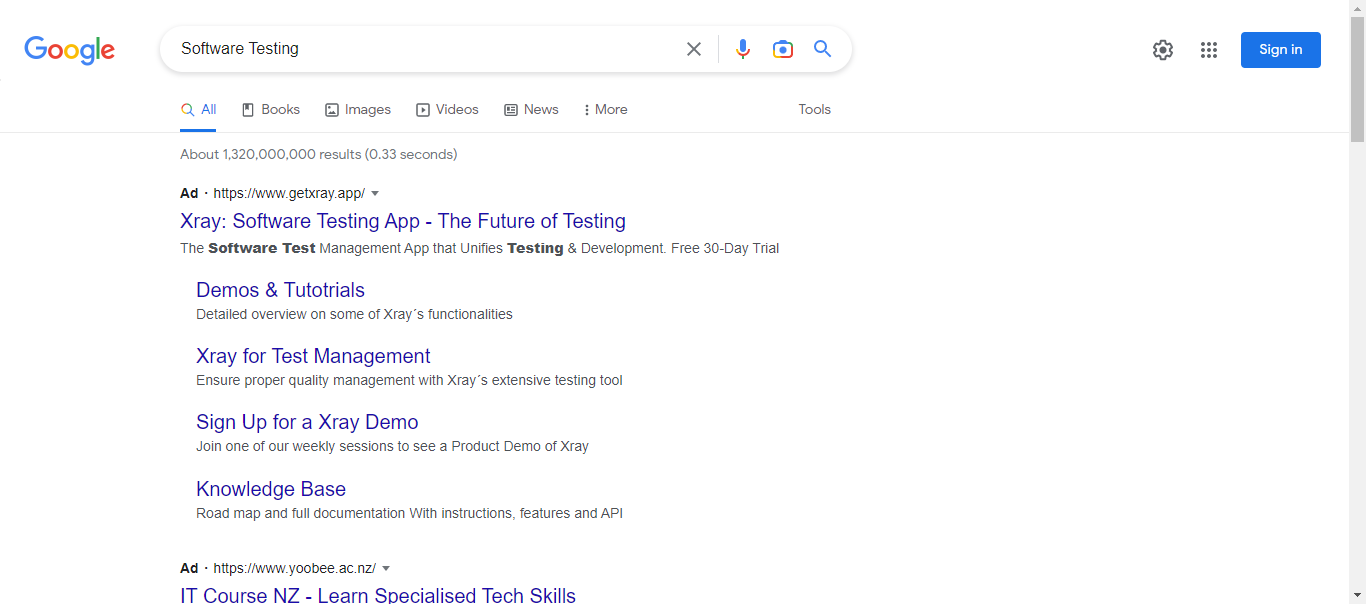 Google
Software Testing
Sign in
All Books Images Videos News More Tools
About 1,320,000,000 results (0.33 seconds)
Ad · https://www.getxray.app/
Xray: Software Testing App - The Future of Testing
The Software Test Management App that Unifies Testing & Development. Free 30-Day Trial
Demos & Tutotrials
Detailed overview on some of Xray´s functionalities
Xray for Test Management
Ensure proper quality management with Xray´s extensive testing tool
Sign Up for a Xray Demo
Join one of our weekly sessions to see a Product Demo of Xray
Knowledge Base
Road map and full documentation With instructions, features and API
Ad · https://www.yoobee.ac.nz/
IT Course NZ - Learn Specialised Tech Skills